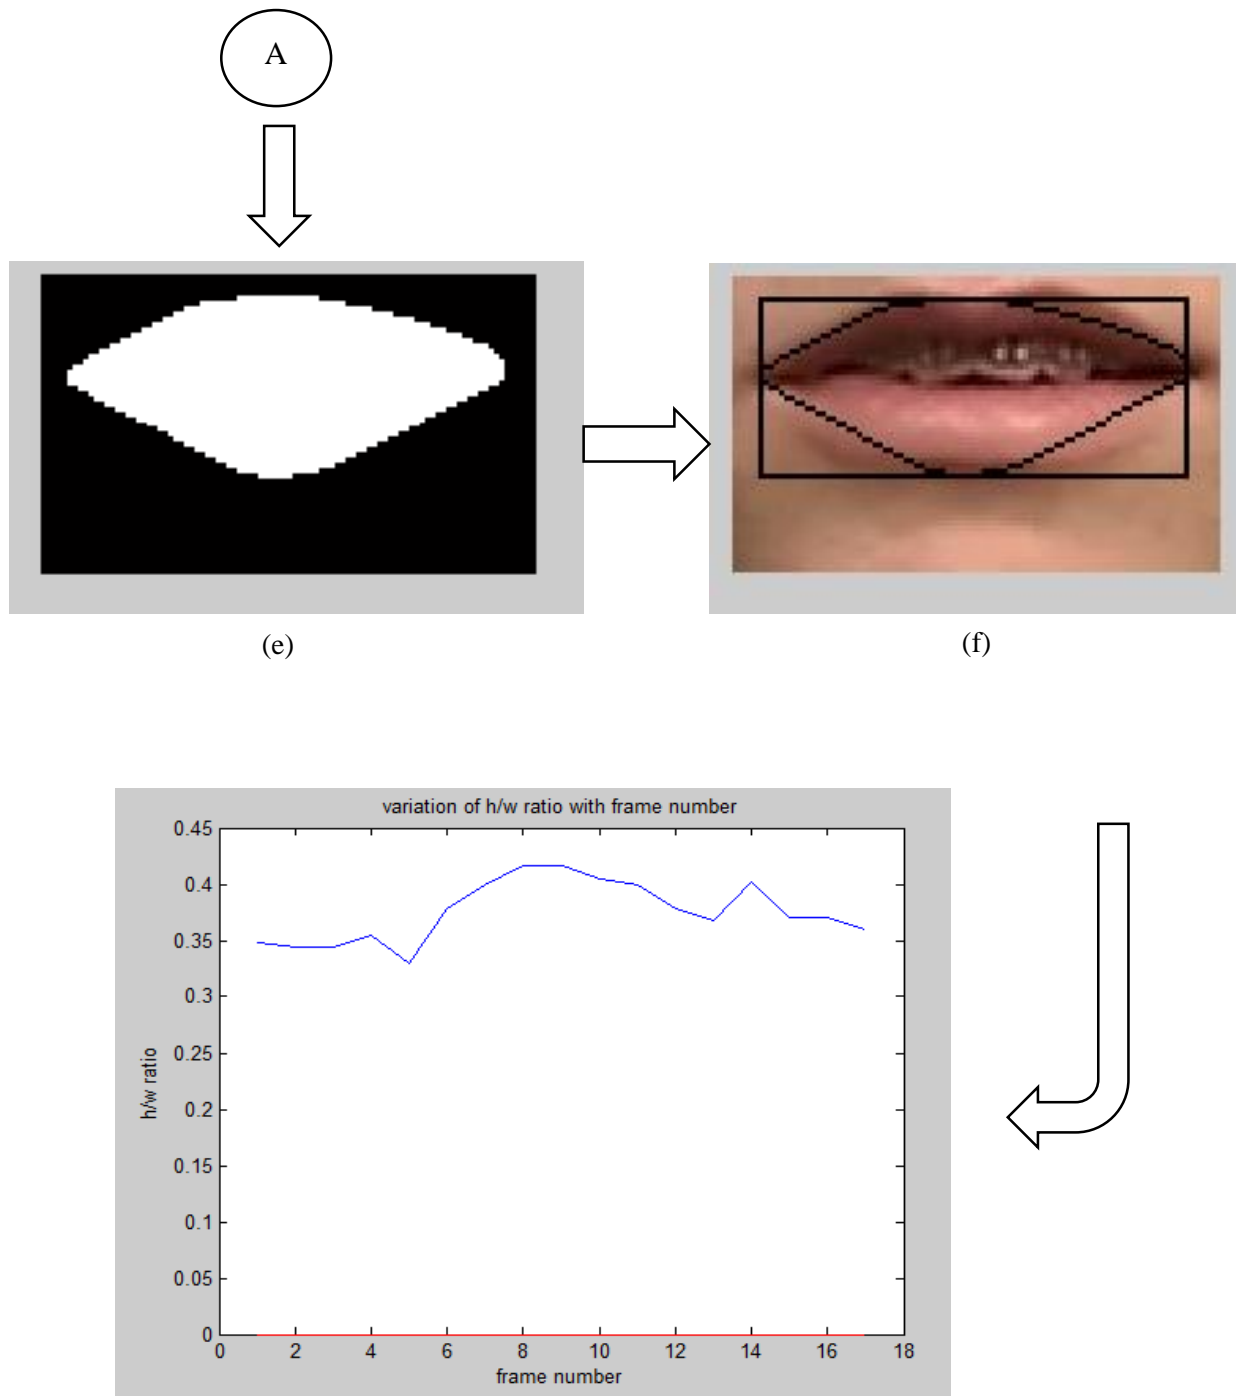 A
(e)
(f)
variation of h/w ratio with frame number
0.45
0.4
0.35
0.3
0.25
0.2
0.15
0.1
0.05
0
h/w ratio
0 2 4 6 8 10 12 14 16 18
frame number